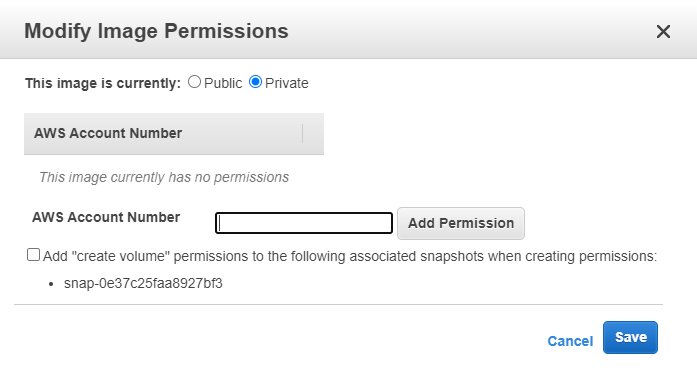 Modify Image Permissions
This image is currently: Public Private
AWS Account Number
This image currently has no permissions
AWS Account Number Add Permission
Add "create volume" permissions to the following associated snapshots when creating permissions:
• snap-0e37c25faa8927bf3
Cancel Save